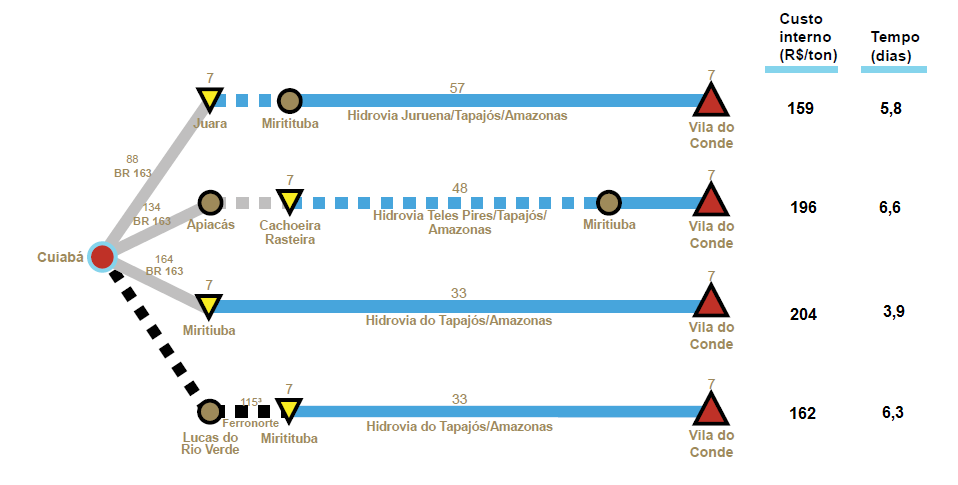 Custo
interno
(R$/ton)
Tempo
(dias)
7
57
7
Juara
Miritituba
Hidrovia Juruena/Tapajós/Amazonas
Vila do
Conde
159
5,8
88
BR 163
134
BR 163
7
48
7
Apiacás
Cachoeira
Rasteira
Hidrovia Teles Pires/Tapajós/
Amazonas
Miritiuba
Vila do
Conde
196
6,6
Cuiabá
164
BR 163
7
33
7
Miritiuba
Hidrovia do Tapajós/Amazonas
Vila do
Conde
204
3,9
115³
Ferronorte
7
33
7
Lucas do
Rio Verde
Miritituba
Hidrovia do Tapajós/Amazonas
Vila do
Conde
162
6,3